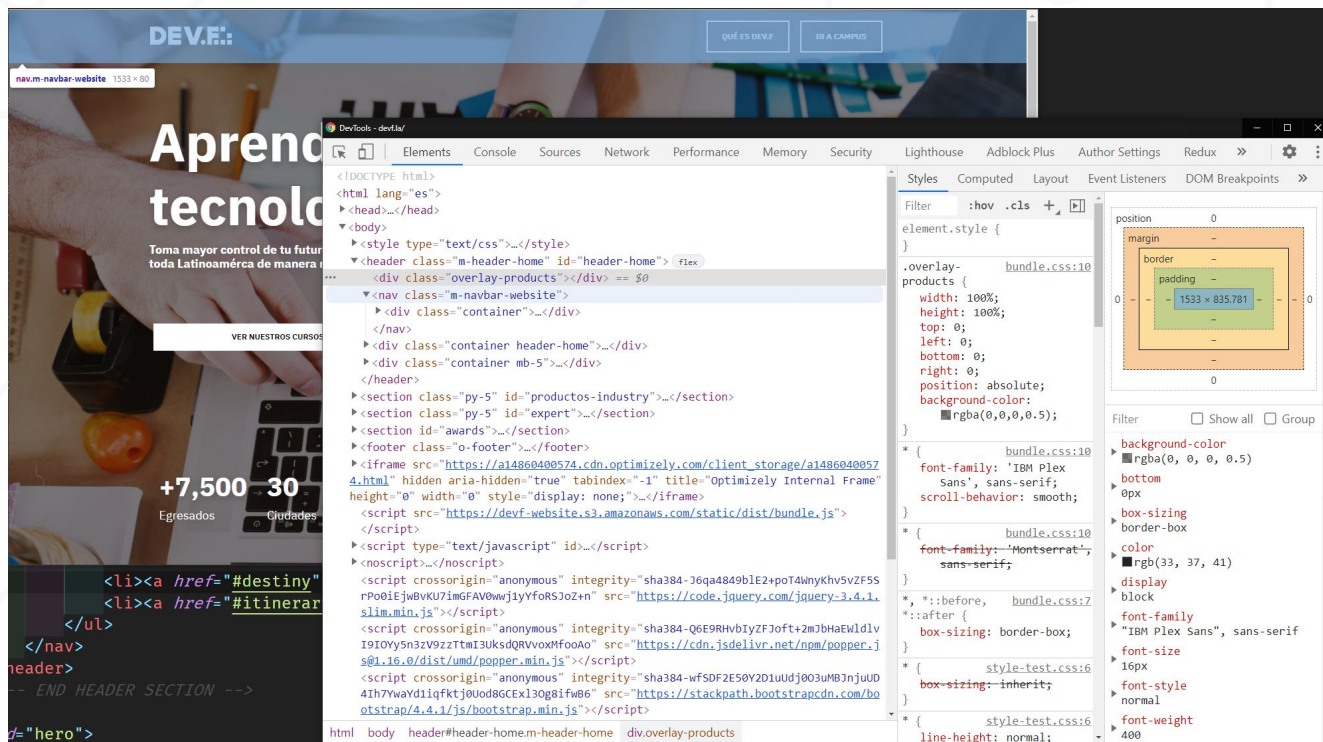 DEV.F.:
QUÉ ES DEV.F
IR A CAMPUS
nav.m-navbar-website 1533 × 80
Aprend
tecnolo
Toma mayor control de tu futur
toda Latinoamérca de manera
VER NUESTROS CURSOS
+7,500 30
Egresados Ciudades
<li><a href="#destiny"
<li><a href="#itinerar
</ul>
</nav>
header>
-- END HEADER SECTION -->
d="hero">
DevTools - devf.la/
Elements Console Sources Network Performance Memory Security Lighthouse Adblock Plus Author Settings Redux »
<!DOCTYPE html>
<html lang="es">
<head>…</head>
<body>
<style type="text/css">…</style>
<header class="m-header-home" id="header-home"> flex
<div class="overlay-products"></div> == $0
<nav class="m-navbar-website">
<div class="container">…</div>
</nav>
<div class="container header-home">…</div>
<div class="container mb-5">…</div>
</header>
<section class="py-5" id="productos-industry">…</section>
<section class="py-5" id="expert">…</section>
<section id="awards">…</section>
<footer class="o-footer">…</footer>
<iframe src="https://a14860400574.cdn.optimizely.com/client_storage/a1486040057
4.html" hidden aria-hidden="true" tabindex="-1" title="Optimizely Internal Frame"
height="0" width="0" style="display: none;">…</iframe>
<script src="https://devf-website.s3.amazonaws.com/static/dist/bundle.js">
</script>
<script type="text/javascript" id>…</script>
<noscript>…</noscript>
<script crossorigin="anonymous" integrity="sha384-J6qa4849blE2+poT4WnyKhv5vZF5S
rPo0iEjwBvKU7imGFAV0wwj1yYfoRSJoZ+n" src="https://code.jquery.com/jquery-3.4.1.
slim.min.js"></script>
<script crossorigin="anonymous" integrity="sha384-Q6E9RHvbIyZFJoft+2mJbHaEWldlv
I9IOYy5n3zV9zzTtmI3UksdQRVvoxMfooAo" src="https://cdn.jsdelivr.net/npm/popper.j
s@1.16.0/dist/umd/popper.min.js"></script>
<script crossorigin="anonymous" integrity="sha384-wfSDF2E50Y2D1uUdj0O3uMBJnjuUD
4Ih7YwaYd1iqfktj0Uod8GCExl3Og8ifwB6" src="https://stackpath.bootstrapcdn.com/bo
otstrap/4.4.1/js/bootstrap.min.js"></script>
html body header#header-home.m-header-home div.overlay-products
Styles Computed Layout Event Listeners DOM Breakpoints »
Filter :hov .cls +
element.style {
}
.overlay- bundle.css:10
products {
width: 100%;
height: 100%;
top: 0;
left: 0;
bottom: 0;
right: 0;
position: absolute;
background-color:
rgba(0,0,0,0.5);
}
* { bundle.css:10
font-family: 'IBM Plex
Sans', sans-serif;
scroll-behavior: smooth;
}
* { bundle.css:10
font-family: 'Montserrat',
sans-serif;
}
*, *::before, bundle.css:7
*::after {
box-sizing: border-box;
}
* { style-test.css:6
box-sizing: inherit;
}
* { style-test.css:6
line-height: normal;
position 0
margin -
border -
padding -
0 - - - 1533 × 835.781 - - - 0
-
-
-
0
Filter Show all Group
background-color
rgba(0, 0, 0, 0.5)
bottom
0px
box-sizing
border-box
color
rgb(33, 37, 41)
display
block
font-family
"IBM Plex Sans", sans-serif
font-size
16px
font-style
normal
font-weight
400